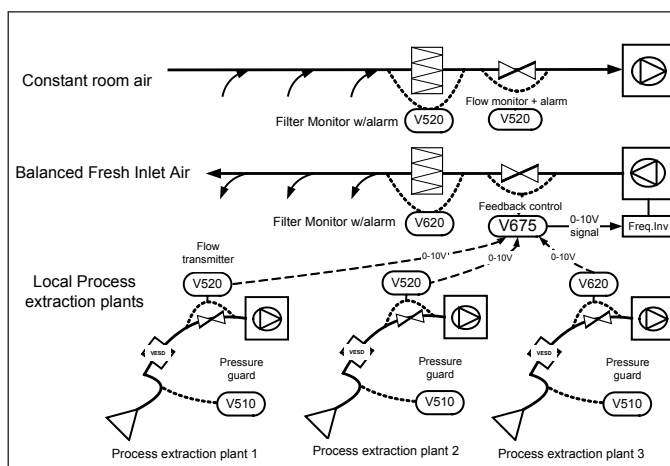 Constant room air
Filter Monitor w/alarm
V520
Flow monitor + alarm
V520
Balanced Fresh Inlet Air
Filter Monitor w/alarm
V620
Feedback control
V675
0-10V
signal
Freq.Inv
Flow
transmitter
0-10V
0-10V
0-10V
Local Process
extraction plants
V520
V520
V620
VESD
VESD
VESD
Pressure
guard
Pressure
guard
Pressure
guard
V510
V510
V510
Process extraction plant 1
Process extraction plant 2
Process extraction plant 3